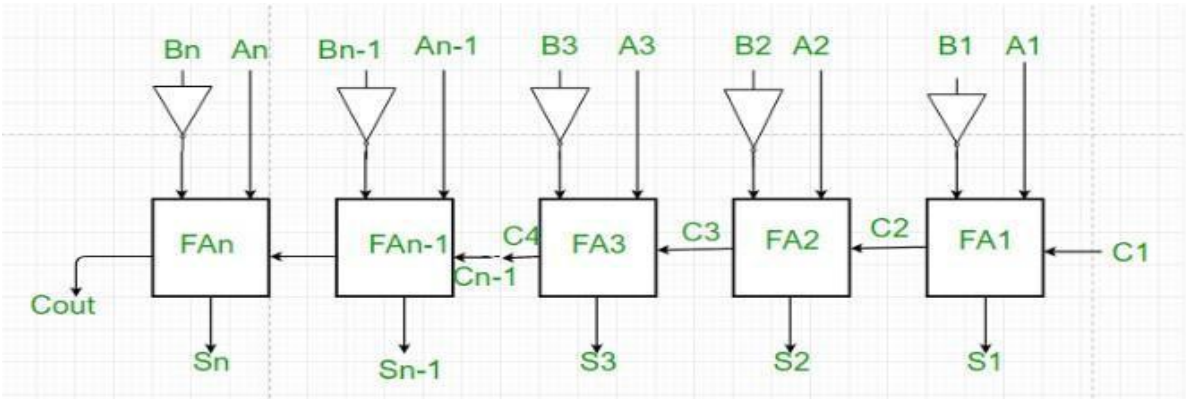 Bn An Bn-1 An-1 B3 A3 B2 A2 B1 A1
FAn FAn-1 C4 FA3 C3 FA2 C2 FA1 C1
Cn-1
Cout
Sn Sn-1 S3 S2 S1